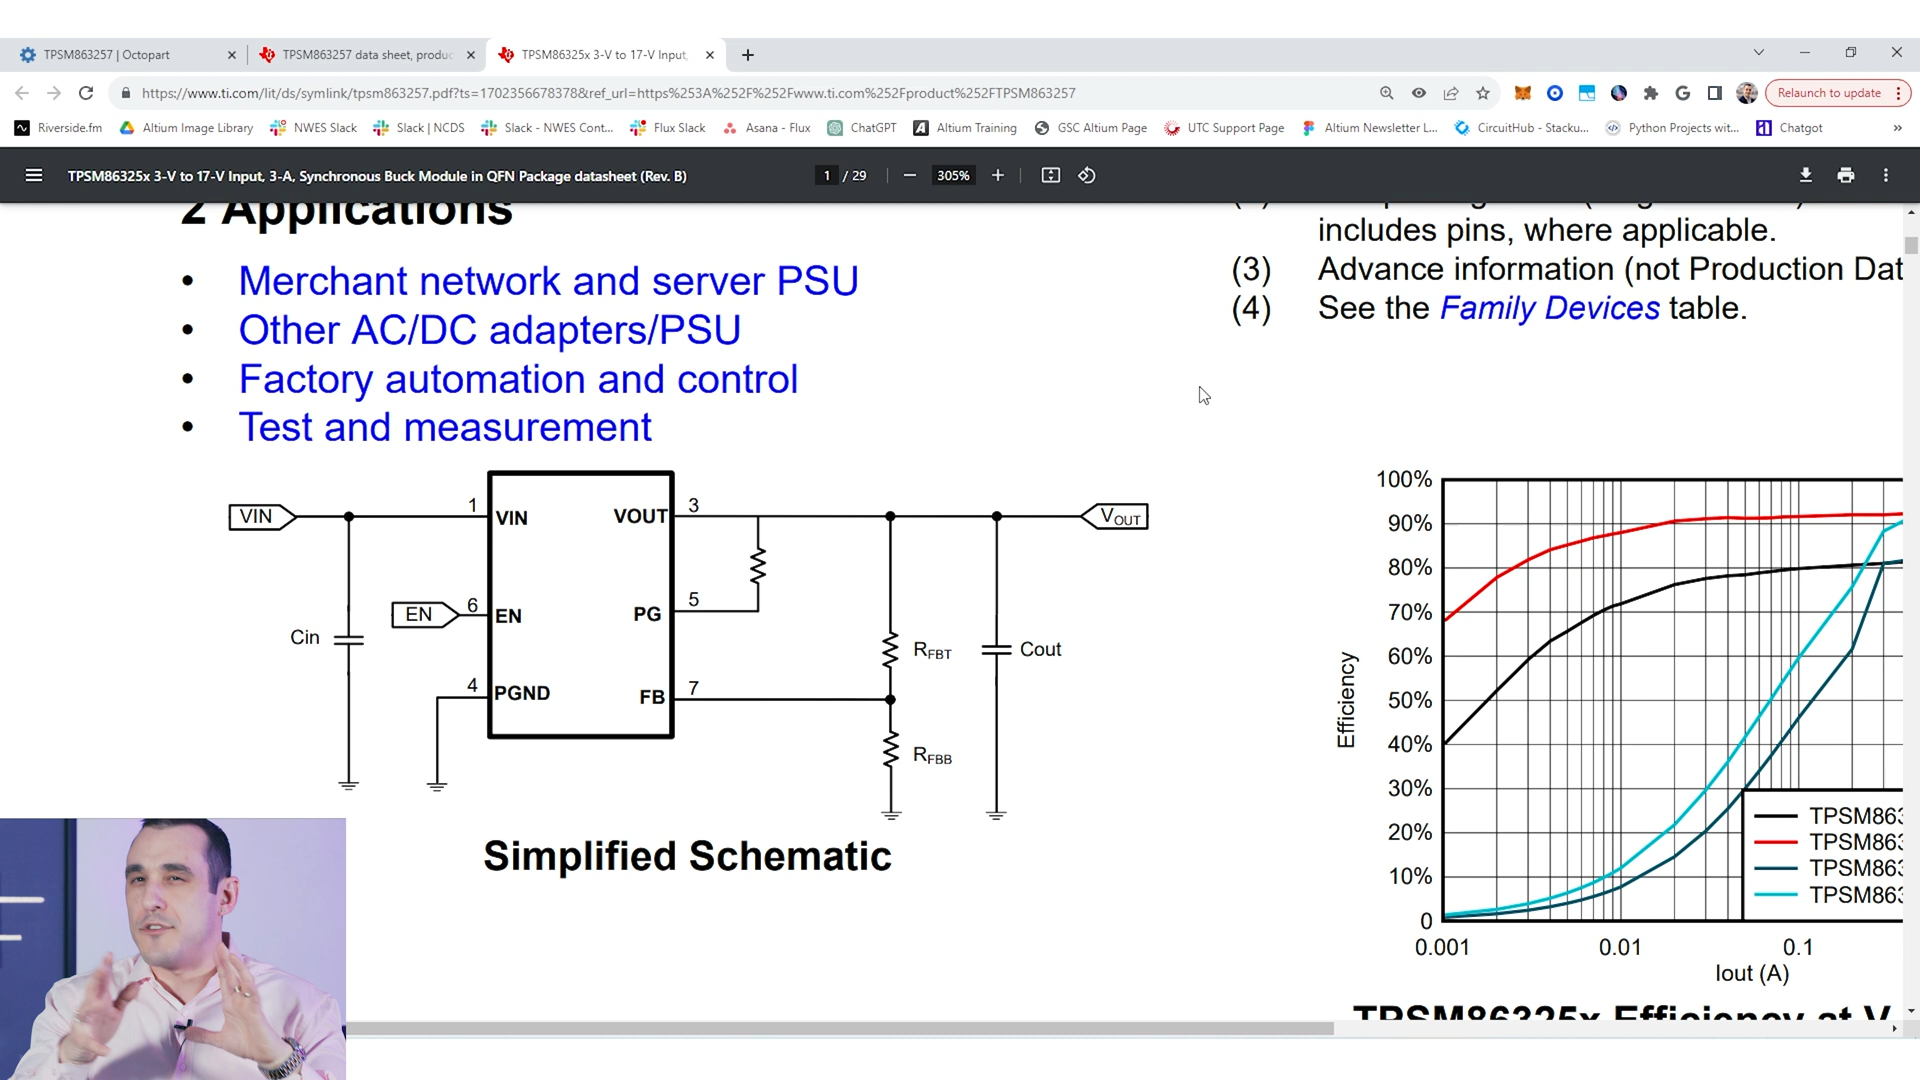 TPSM863257 | Octopart
TPSM863257 data sheet, produc
TPSM86325x 3-V to 17-V Input,
https://www.ti.com/lit/ds/symlink/tpsm863257.pdf?ts=1702356678378&ref_url=https%253A%252F%252Fwww.ti.com%252Fproduct%252FTPSM863257
Relaunch to update
Riverside.fm
Altium Image Library
NWES Slack
Slack | NCDS
Slack - NWES Cont...
Flux Slack
Asana - Flux
ChatGPT
Altium Training
GSC Altium Page
UTC Support Page
Altium Newsletter L...
CircuitHub - Stacku...
Python Projects wit...
Chatgot
TPSM86325x 3-V to 17-V Input, 3-A, Synchronous Buck Module in QFN Package datasheet (Rev. B)
1 / 29
305%
2 Applications
• Merchant network and server PSU
• Other AC/DC adapters/PSU
• Factory automation and control
• Test and measurement
includes pins, where applicable.
(3) Advance information (not Production Dat
(4) See the Family Devices table.
VIN
1
VIN
VOUT
3
VOUT
EN
6
EN
PG
5
Cin
4
PGND
FB
7
RFBT
Cout
RFBB
Simplified Schematic
100%
90%
80%
70%
60%
50%
40%
30%
20%
10%
0
Efficiency
TPSM863
TPSM863
TPSM863
TPSM863
0.001
0.01
0.1
Iout (A)
TPSM86325x Efficiency at V